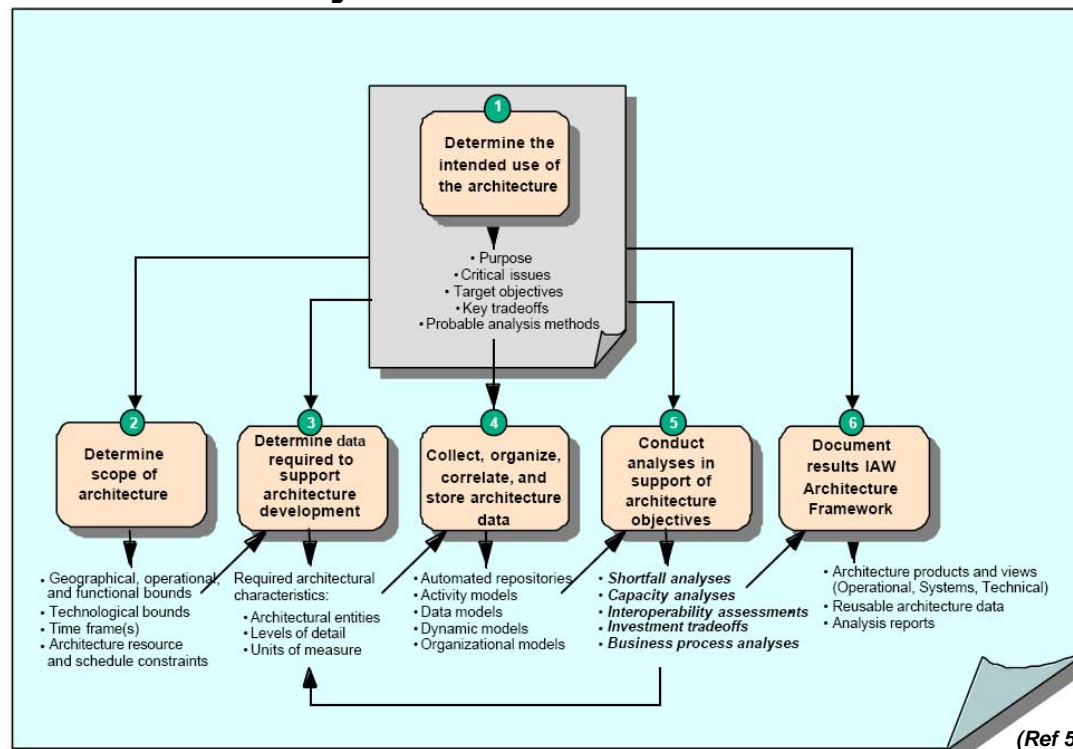 1
Determine the
intended use of
the architecture
• Purpose
• Critical issues
• Target objectives
• Key tradeoffs
• Probable analysis methods
2
Determine
scope of
architecture
• Geographical, operational,
and functional bounds
• Technological bounds
• Time frame(s)
• Architecture resource
and schedule constraints
3
Determine data
required to
support
architecture
development
Required architectural
characteristics:
• Architectural entities
• Levels of detail
• Units of measure
4
Collect, organize,
correlate, and
store architecture
data
• Automated repositories
• Activity models
• Data models
• Dynamic models
• Organizational models
5
Conduct
analyses in
support of
architecture
objectives
• Shortfall analyses
• Capacity analyses
• Interoperability assessments
• Investment tradeoffs
• Business process analyses
6
Document
results IAW
Architecture
Framework
• Architecture products and views
(Operational, Systems, Technical)
• Reusable architecture data
• Analysis reports
(Ref 5